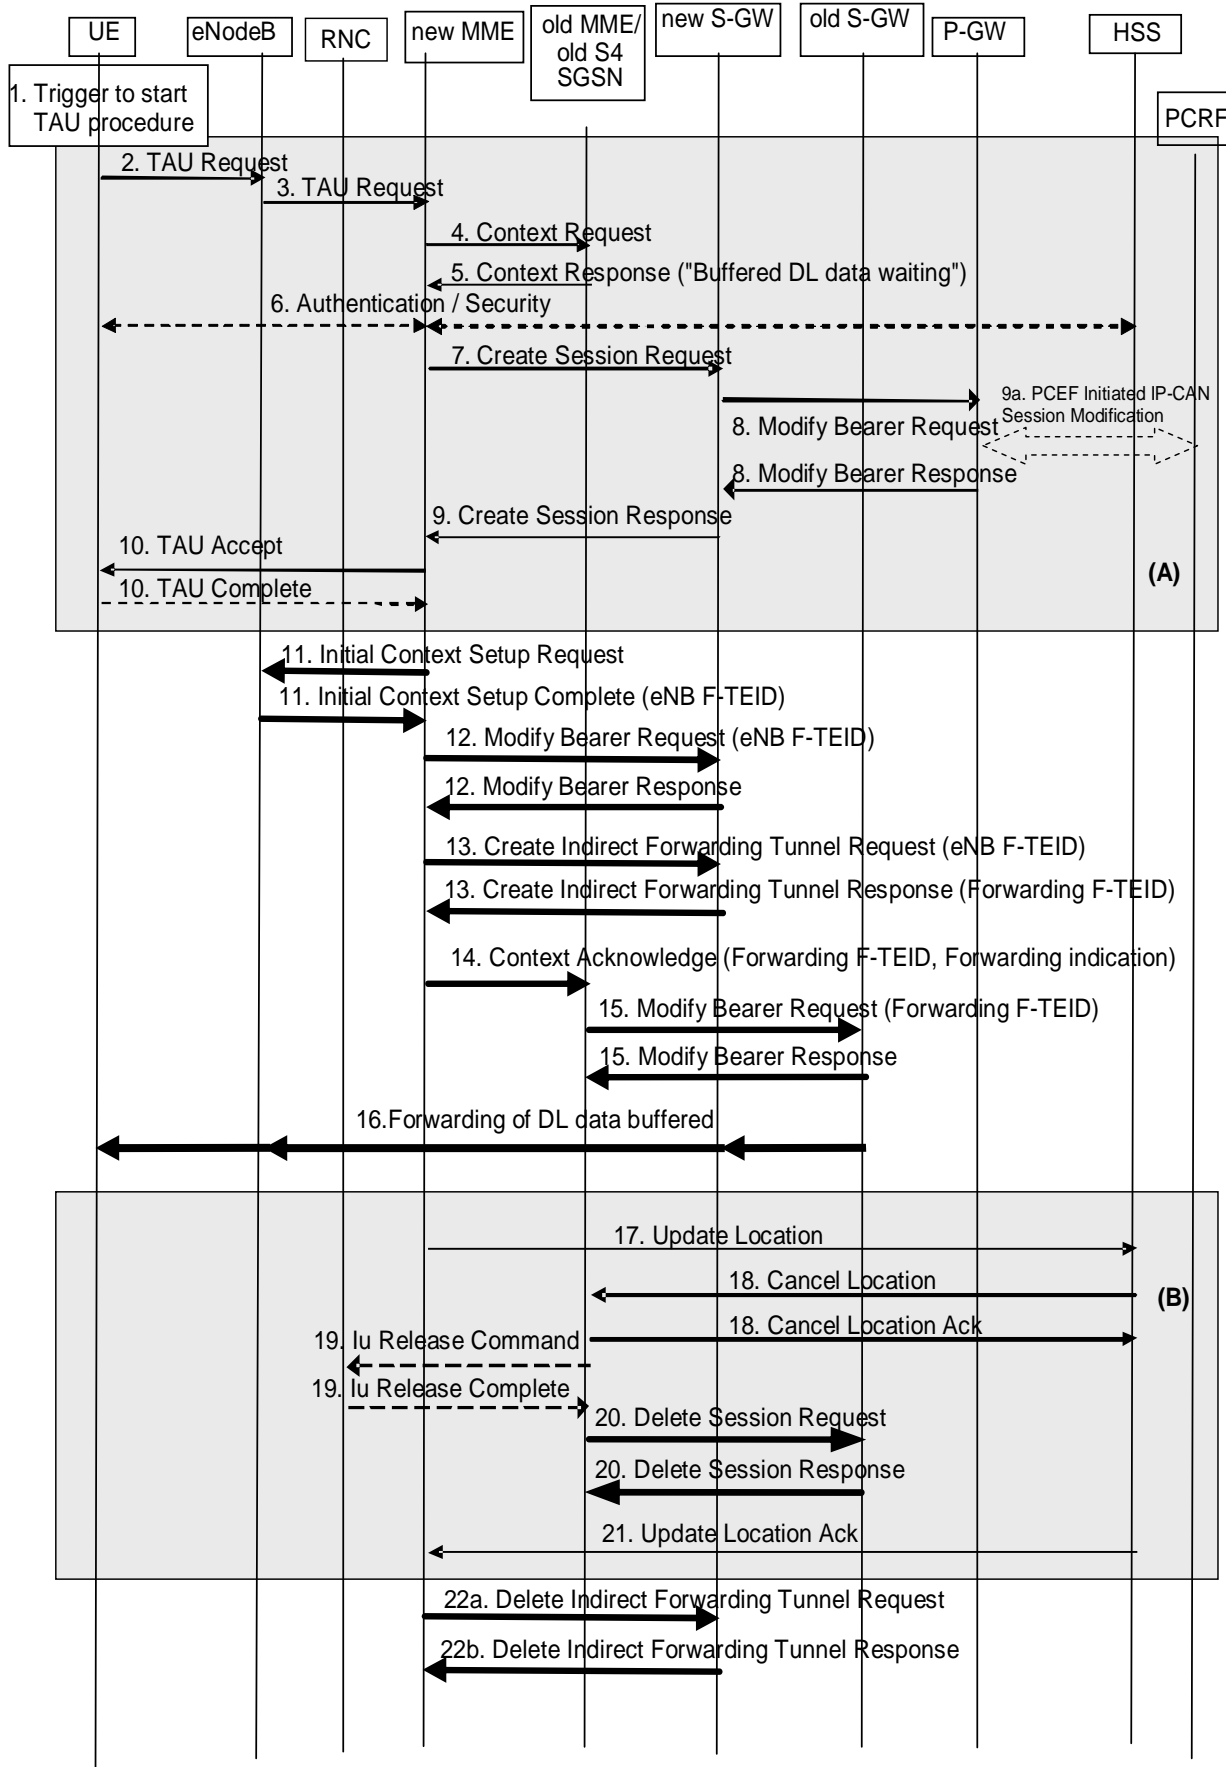 UE
eNodeB
RNC
new MME
old MME/
old S4
SGSN
new S-GW
old S-GW
P-GW
HSS
PCRF
1. Trigger to start
TAU procedure
2. TAU Request
3. TAU Request
4. Context Request
5. Context Response ("Buffered DL data waiting")
6. Authentication / Security
7. Create Session Request
9a. PCEF Initiated IP-CAN
Session Modification
8. Modify Bearer Request
8. Modify Bearer Response
9. Create Session Response
10. TAU Accept
(A)
10. TAU Complete
11. Initial Context Setup Request
11. Initial Context Setup Complete (eNB F-TEID)
12. Modify Bearer Request (eNB F-TEID)
12. Modify Bearer Response
13. Create Indirect Forwarding Tunnel Request (eNB F-TEID)
13. Create Indirect Forwarding Tunnel Response (Forwarding F-TEID)
14. Context Acknowledge (Forwarding F-TEID, Forwarding indication)
15. Modify Bearer Request (Forwarding F-TEID)
15. Modify Bearer Response
16.Forwarding of DL data buffered
17. Update Location
18. Cancel Location
(B)
18. Cancel Location Ack
19. Iu Release Command
19. Iu Release Complete
20. Delete Session Request
20. Delete Session Response
21. Update Location Ack
22a. Delete Indirect Forwarding Tunnel Request
22b. Delete Indirect Forwarding Tunnel Response